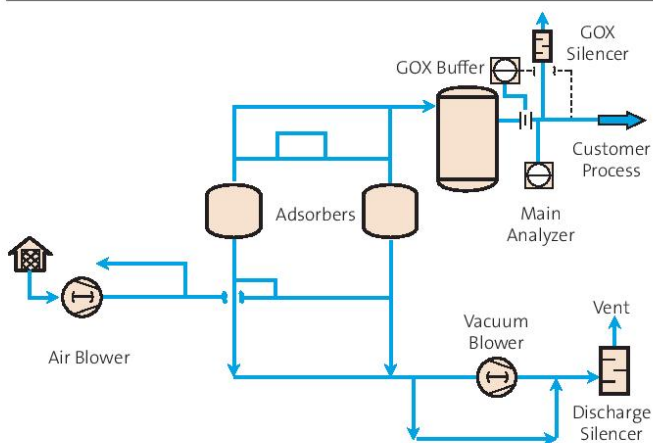 GOX
Silencer
GOX Buffer
Customer
Process
Adsorbers
Main
Analyzer
Air Blower
Vacuum
Blower
Vent
Discharge
Silencer